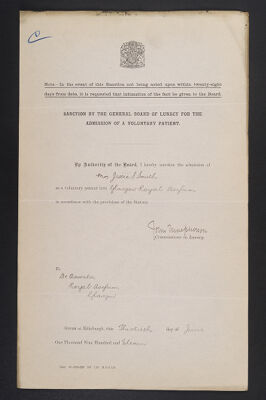 C
Note.-In the event of this Sanction not being acted upon within twenty-eight
days from date, it is requested that intimation of the fact be given to the Board.
SANCTION BY THE GENERAL BOARD OF LUNACY FOR THE
ADMISSION OF A VOLUNTARY PATIENT.
By Authority of the Board, I hereby sanction the admission of
Smith
as a voluntary patient into Glasgow Royal Asylum
in accordance with the provisions of the Statute.
John Macpherson
Commissioner in Lunacy.
To
Dr Oswald
Royal Asylum
Glasgow
Given at Edinburgh, this Thirtieth day of June
One Thousand Nine Hundred and Eleven